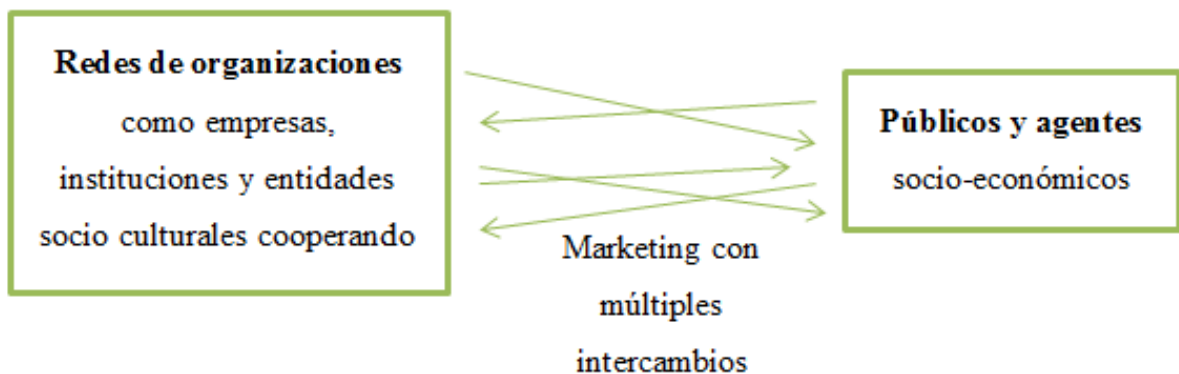 Redes de organizaciones
como empresas,
instituciones y entidades
socio culturales cooperando
Públicos y agentes
socio-económicos
Marketing con
múltiples
intercambios